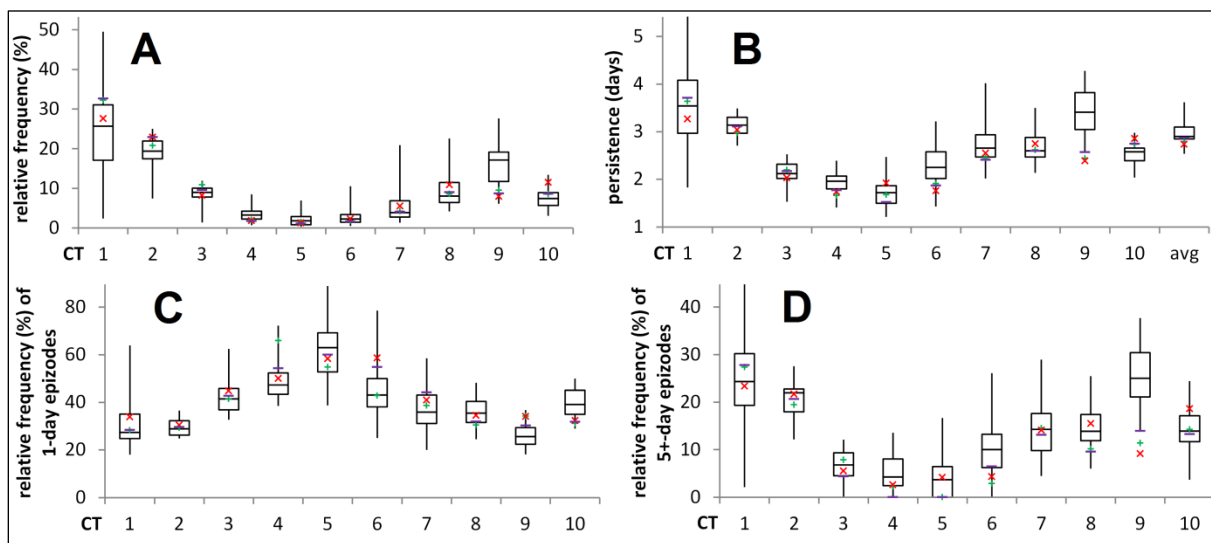 A
relative frequency (%)
50
40
30
20
10
0
CT 1 2 3 4 5 6 7 8 9 10
B
persistence (days)
5
4
3
2
1
CT 1 2 3 4 5 6 7 8 9 10 avg
C
relative frequency (%) of
1-day epizodes
80
60
40
20
0
CT 1 2 3 4 5 6 7 8 9 10
D
relative frequency (%) of
5+-day epizodes
40
30
20
10
0
CT 1 2 3 4 5 6 7 8 9 10